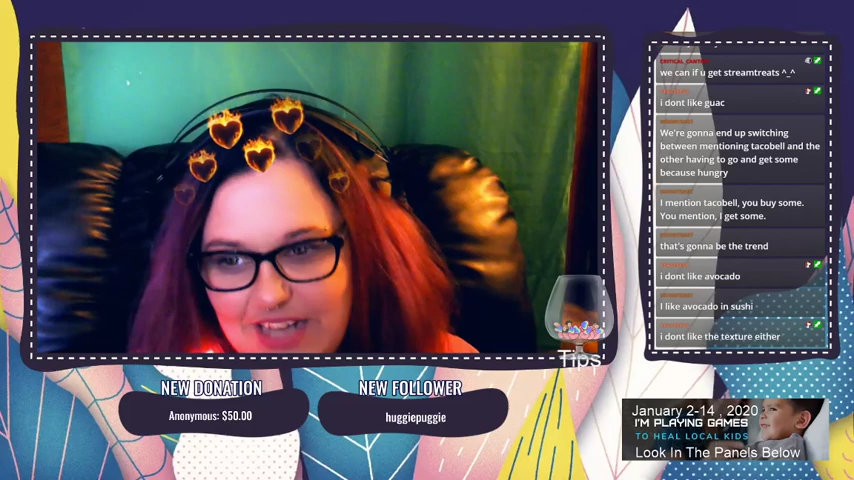 we can if u get streamtreats ^_^
i dont like guac
We're gonna end up switching
between mentioning tacobell and the
other having to go and get some
because hungry
I mention tacobell, you buy some.
You mention, I get some.
that's gonna be the trend
i dont like avocado
I like avocado in sushi
i dont like the texture either
Tips
NEW DONATION
Anonymous: $50.00
NEW FOLLOWER
huggiepuggie
January 2-14 , 2020
I'M PLAYING GAMES
TO HEAL LOCAL KIDS
Look In The Panels Below